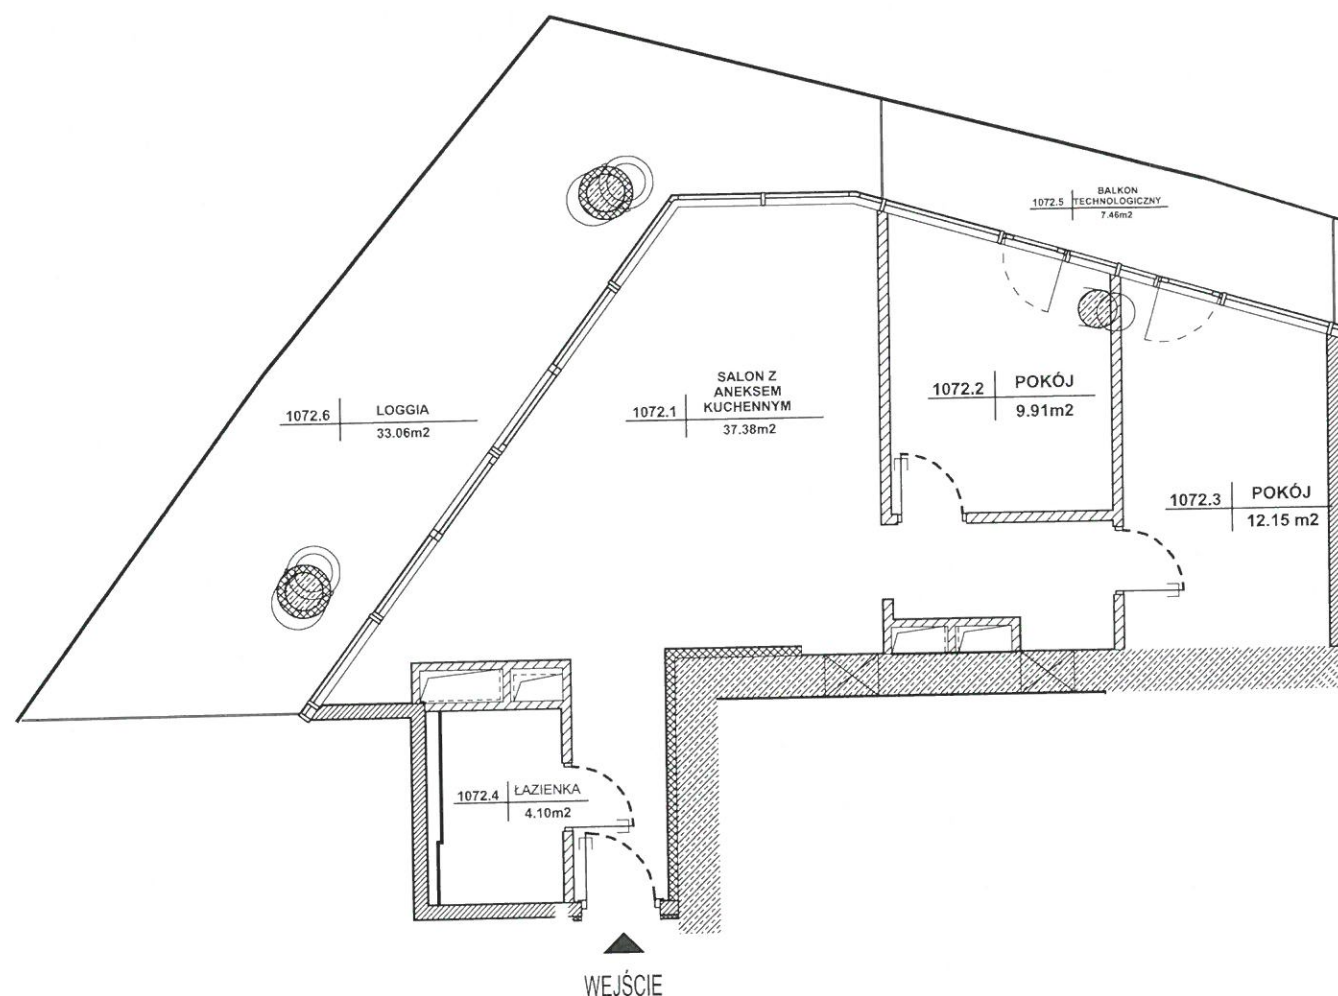 1072.5
BALKON
TECHNOLOGICZNY
7.46m2
1072.6
LOGGIA
33.06m2
1072.1
SALON Z
ANEKSEM
KUCHENNYM
37.38m2
1072.2
POKÓJ
9.91m2
1072.3
POKÓJ
12.15 m2
1072.4
ŁAZIENKA
4.10m2
WEJŚCIE